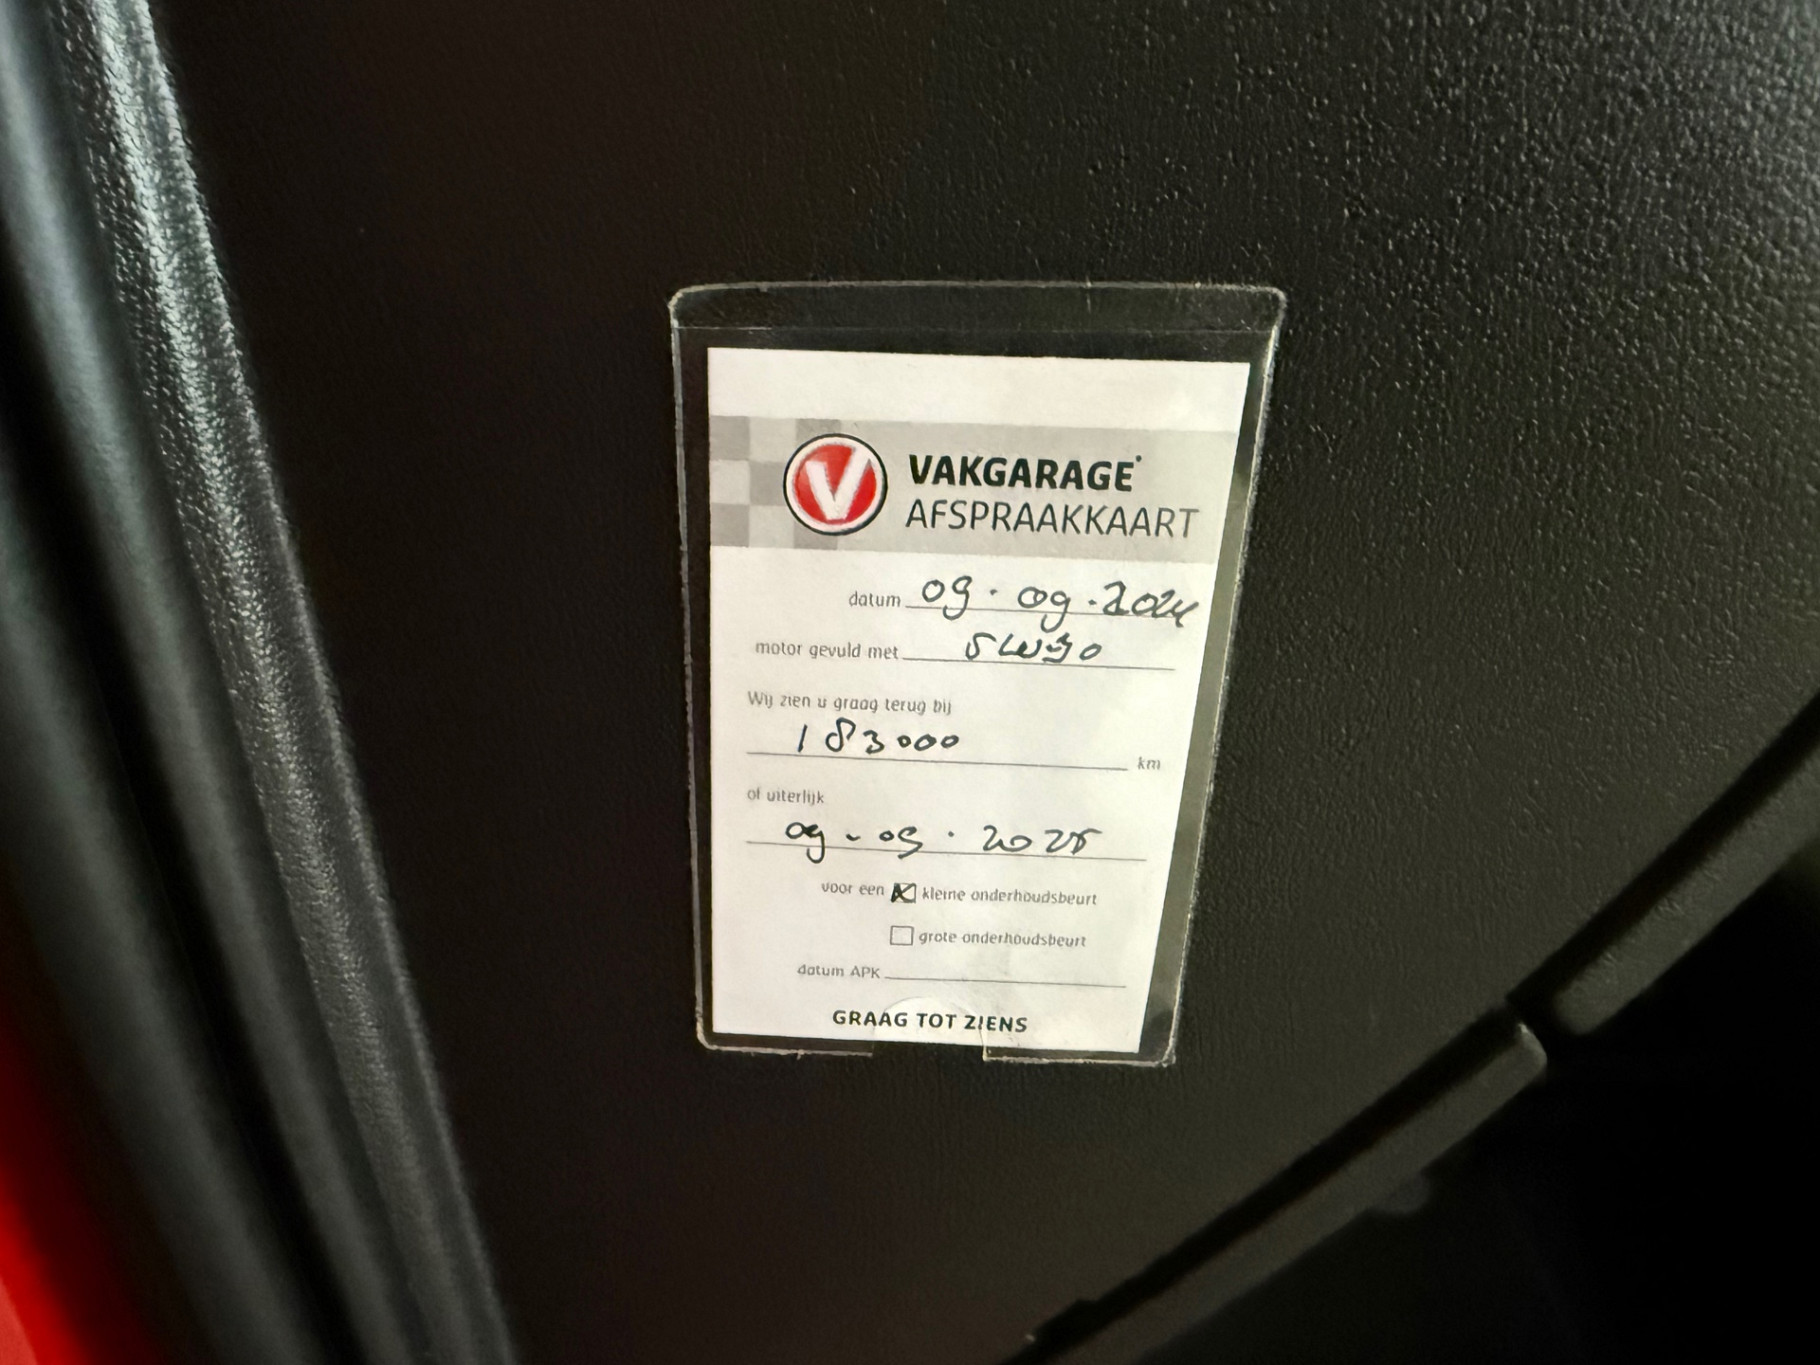 V
VAKGARAGE
AFSPRAAKKAART
datum 09 . 09 . 2024
motor gevuld met 5W30
Wij zien u graag terug bij
183000 km
of uiterlijk
09 - 09 . 2025
voor een kleine onderhoudsbeurt
grote onderhoudsbeurt
datum APK
GRAAG TOT ZIENS